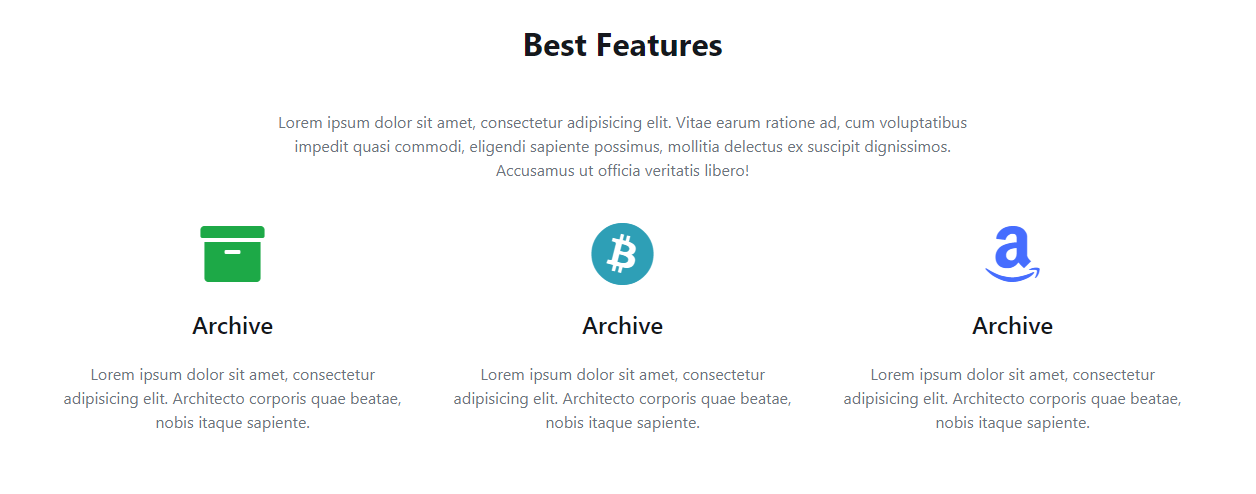 Best Features
Lorem ipsum dolor sit amet, consectetur adipisicing elit. Vitae earum ratione ad, cum voluptatibus
impedit quasi commodi, eligendi sapiente possimus, mollitia delectus ex suscipit dignissimos.
Accusamus ut officia veritatis libero!
Archive
Lorem ipsum dolor sit amet, consectetur
adipisicing elit. Architecto corporis quae beatae,
nobis itaque sapiente.
Archive
Lorem ipsum dolor sit amet, consectetur
adipisicing elit. Architecto corporis quae beatae,
nobis itaque sapiente.
Archive
Lorem ipsum dolor sit amet, consectetur
adipisicing elit. Architecto corporis quae beatae,
nobis itaque sapiente.